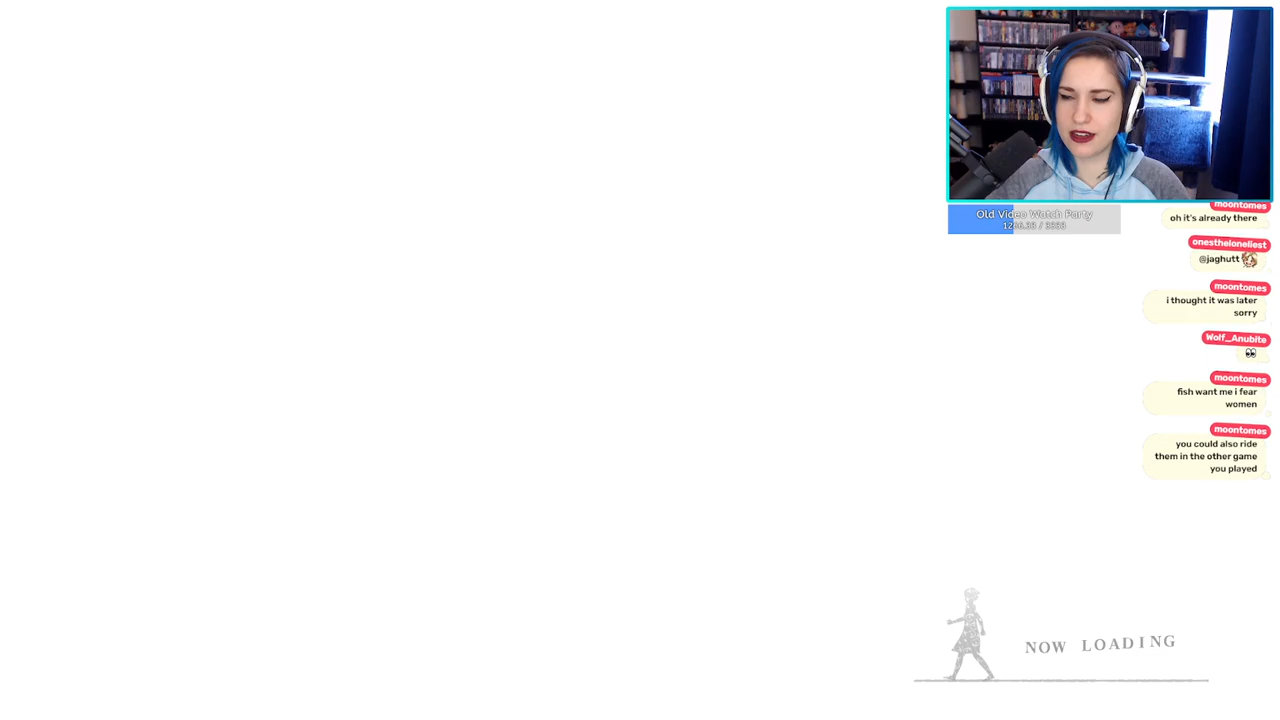 Old Video Watch Party
moontomes
oh it's already there
onestheloneliest
@jaghutt
moontomes
i thought it was later
sorry
Wolf_Anubite
moontomes
fish want me i fear
women
moontomes
you could also ride
them in the other game
you played
NOW LOADING